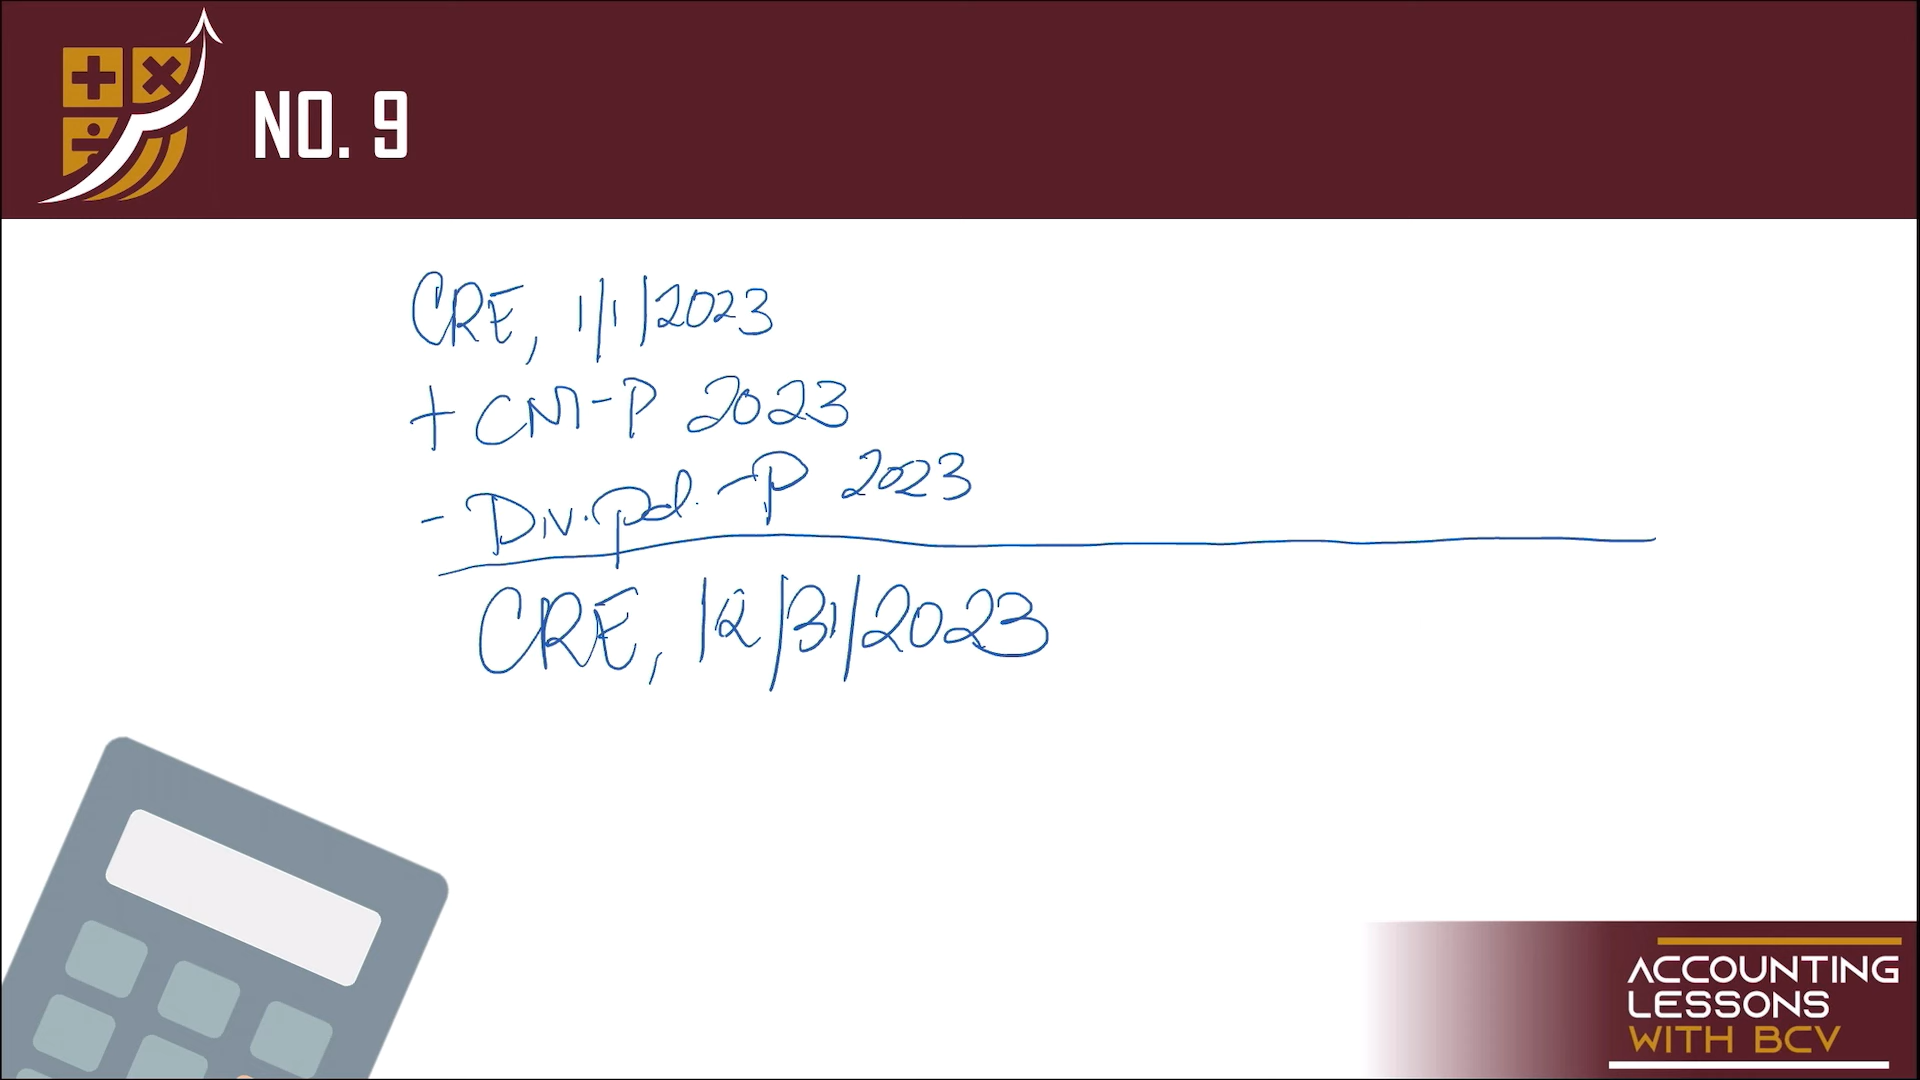 NO. 9
CRE, 1/1/2023
+ CNI-P 2023
- Div. pd. -P 2023
CRE, 12/31/2023
ACCOUNTING
LESSONS
WITH BCV